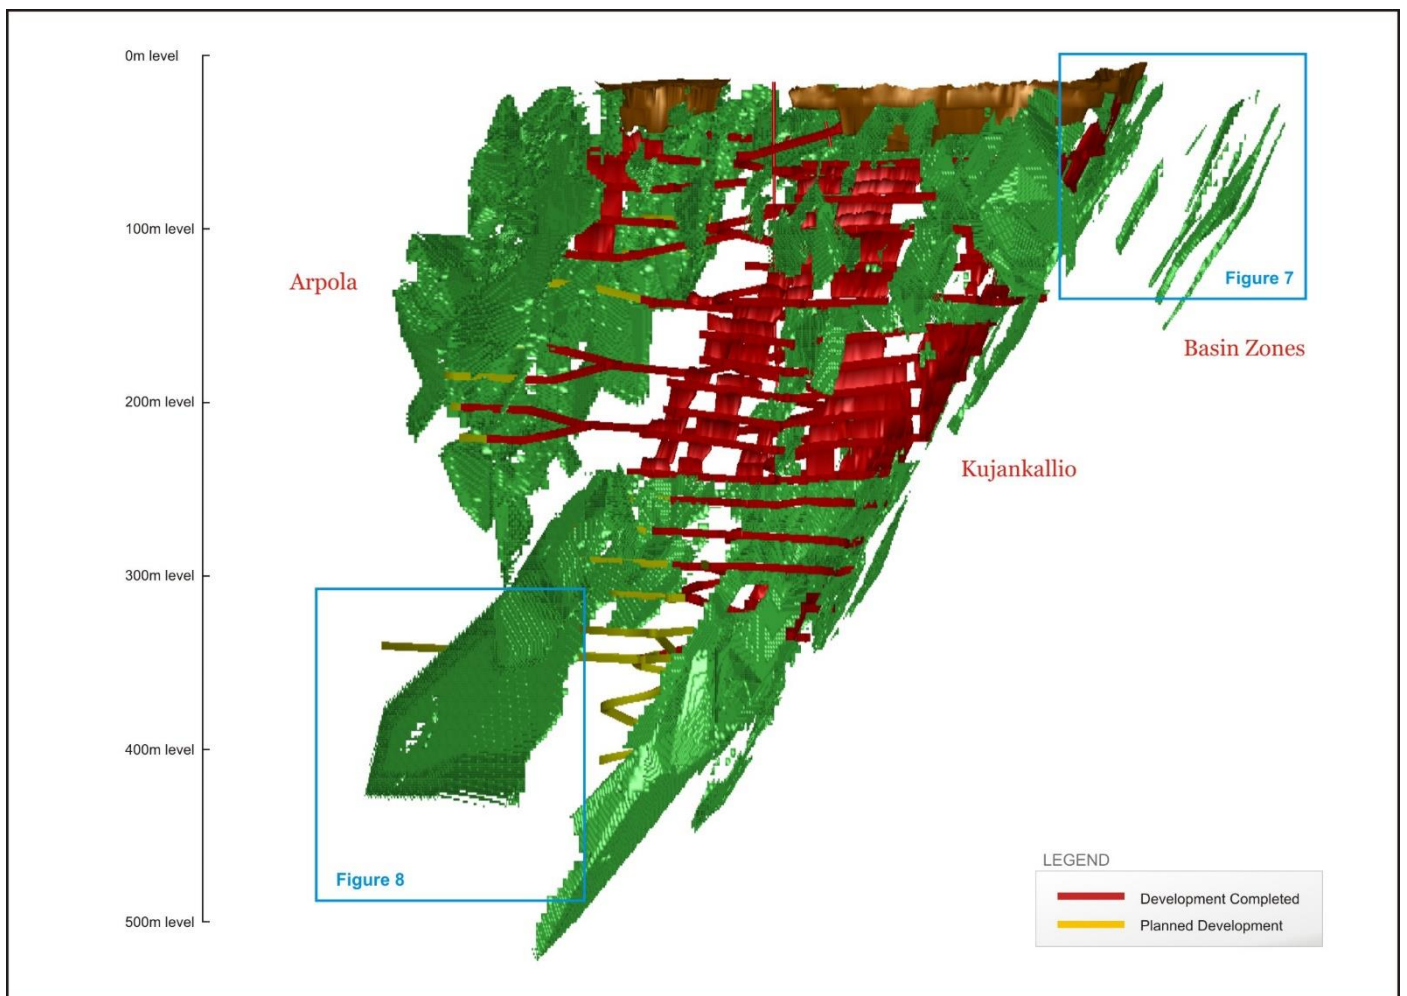 0m level
100m level
Arpola
Figure 7
Basin Zones
200m level
Kujankallio
300m level
400m level
Figure 8
500m level
LEGEND
Development Completed
Planned Development